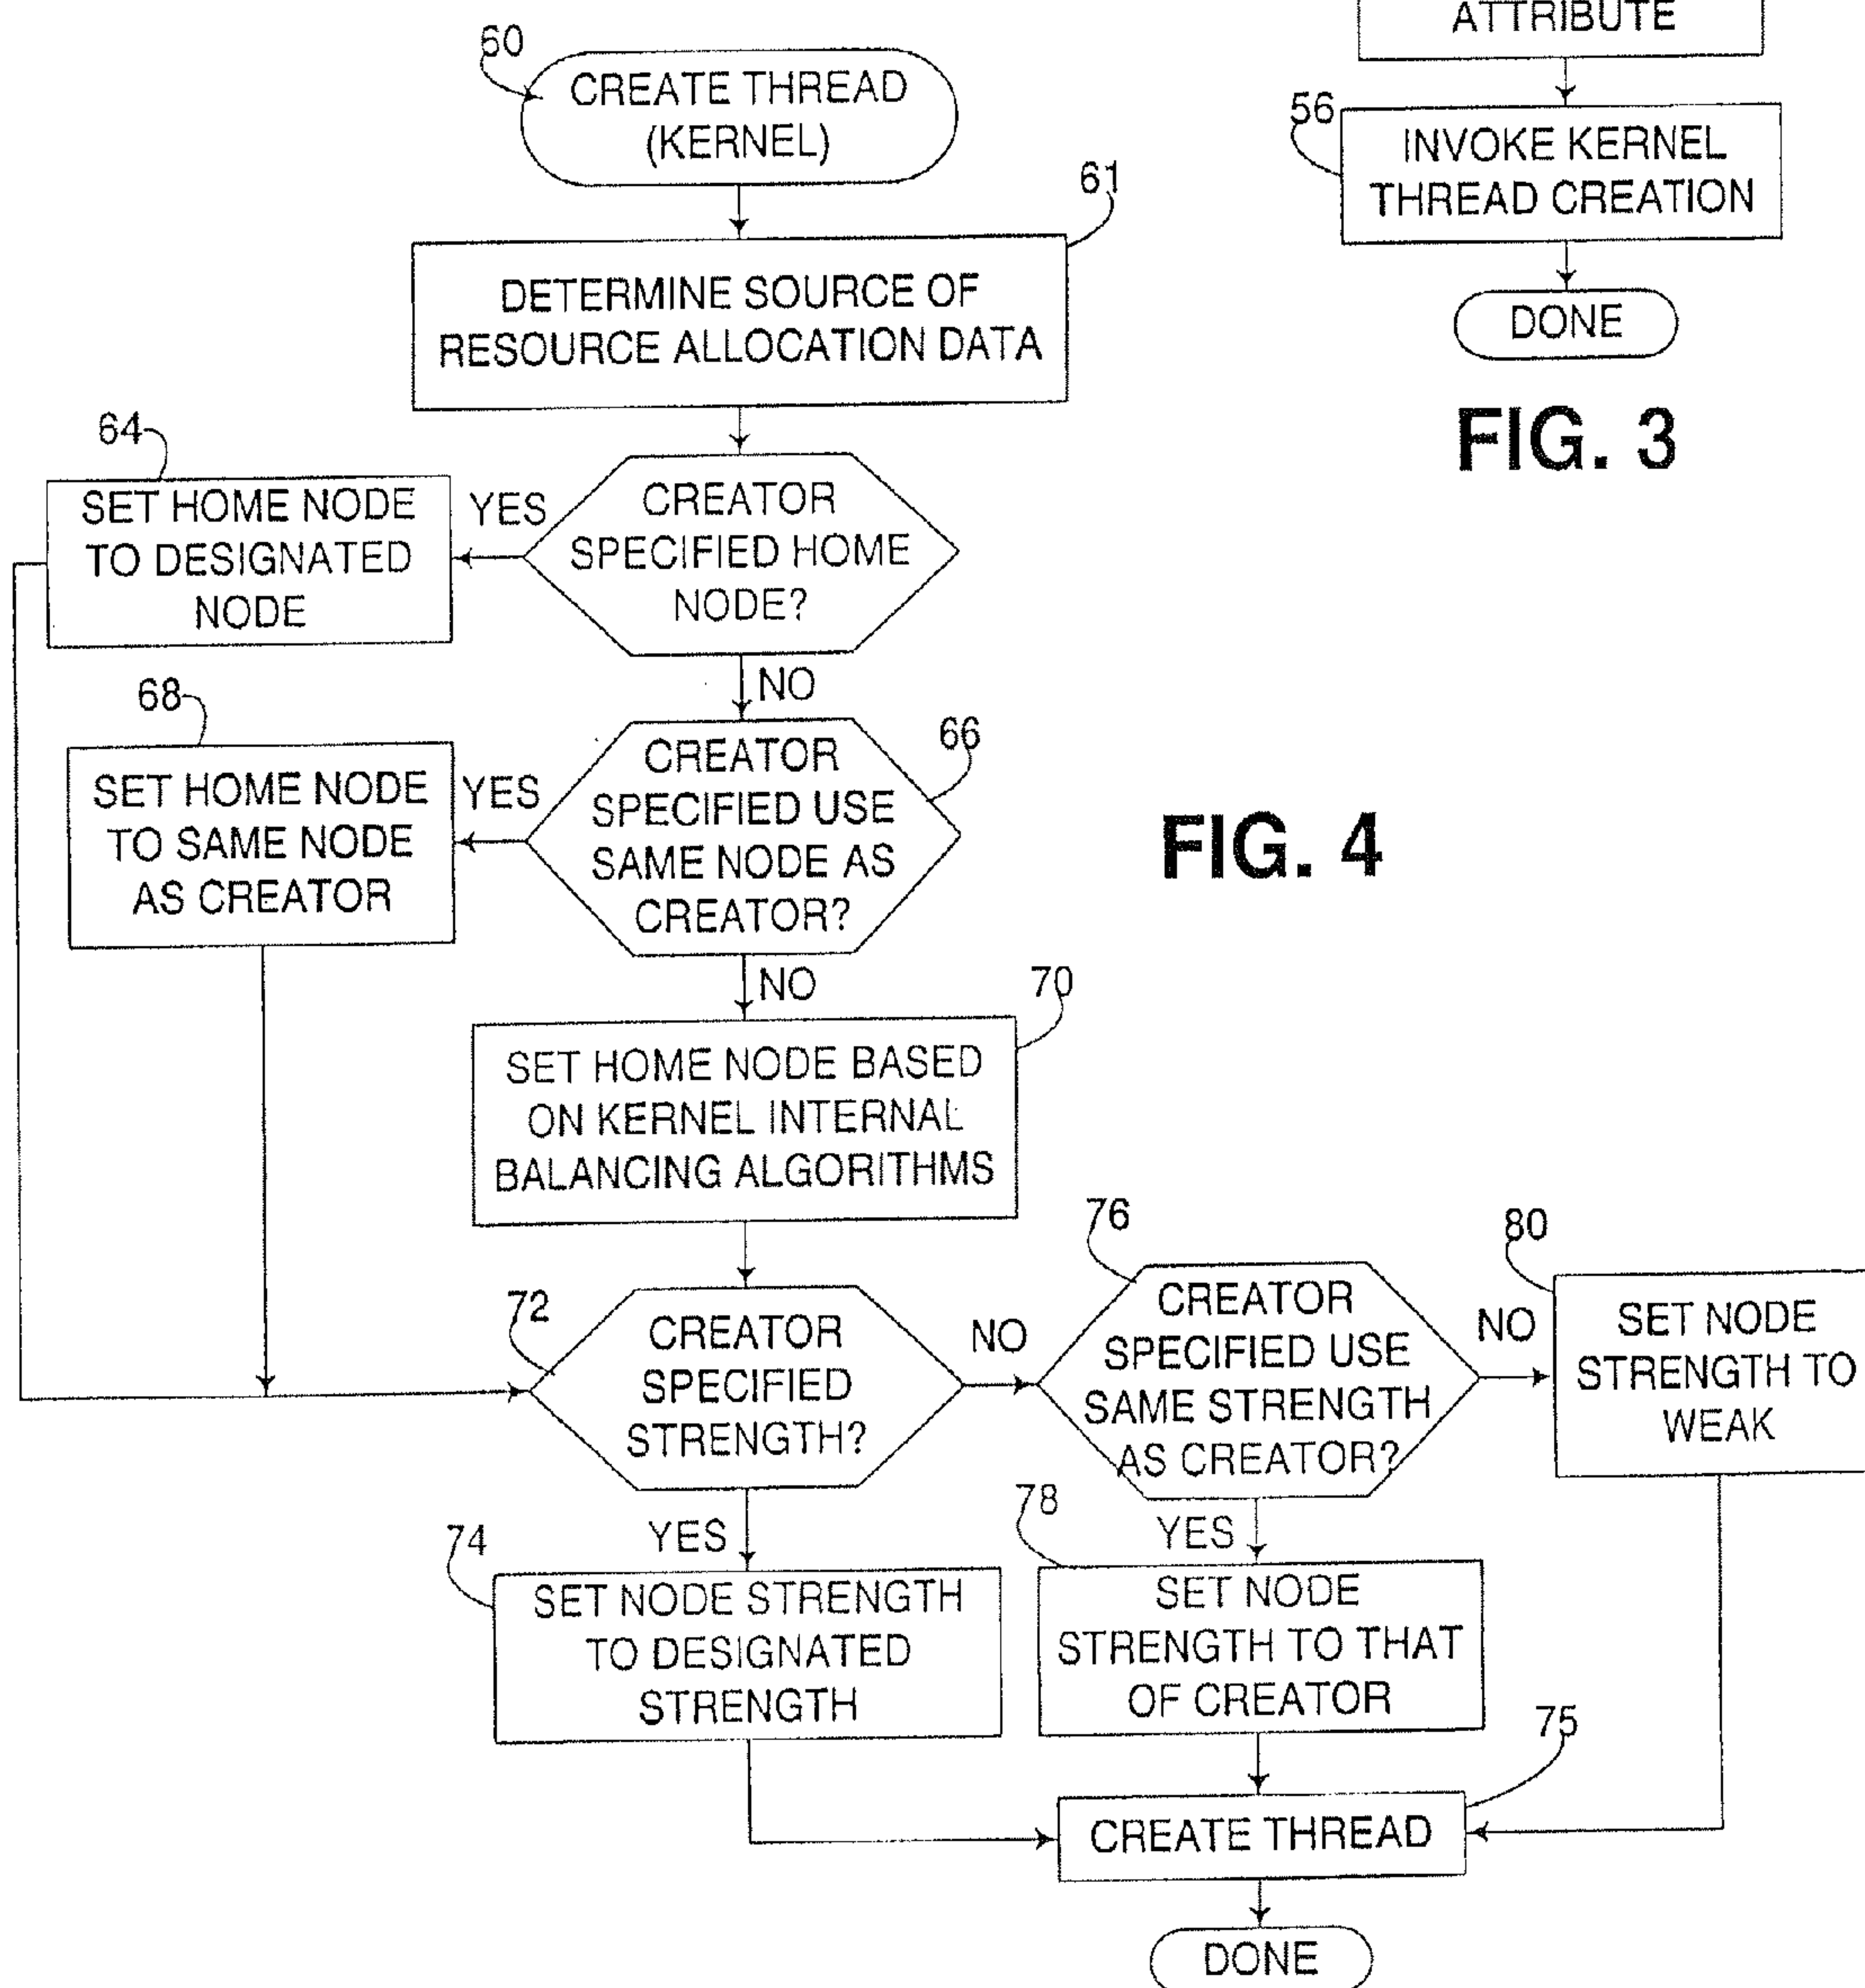 60
CREATE THREAD
(KERNEL)
61
DETERMINE SOURCE OF
RESOURCE ALLOCATION DATA
64
SET HOME NODE
TO DESIGNATED
NODE
YES
CREATOR
SPECIFIED HOME
NODE?
NO
68
SET HOME NODE
TO SAME NODE
AS CREATOR
YES
66
CREATOR
SPECIFIED USE
SAME NODE AS
CREATOR?
NO
70
SET HOME NODE BASED
ON KERNEL INTERNAL
BALANCING ALGORITHMS
72
CREATOR
SPECIFIED
STRENGTH?
NO
76
CREATOR
SPECIFIED USE
SAME STRENGTH
AS CREATOR?
NO
80
SET NODE
STRENGTH TO
WEAK
YES
74
SET NODE STRENGTH
TO DESIGNATED
STRENGTH
YES
78
SET NODE
STRENGTH TO THAT
OF CREATOR
75
CREATE THREAD
DONE
FIG. 4
ATTRIBUTE
56
INVOKE KERNEL
THREAD CREATION
DONE
FIG. 3